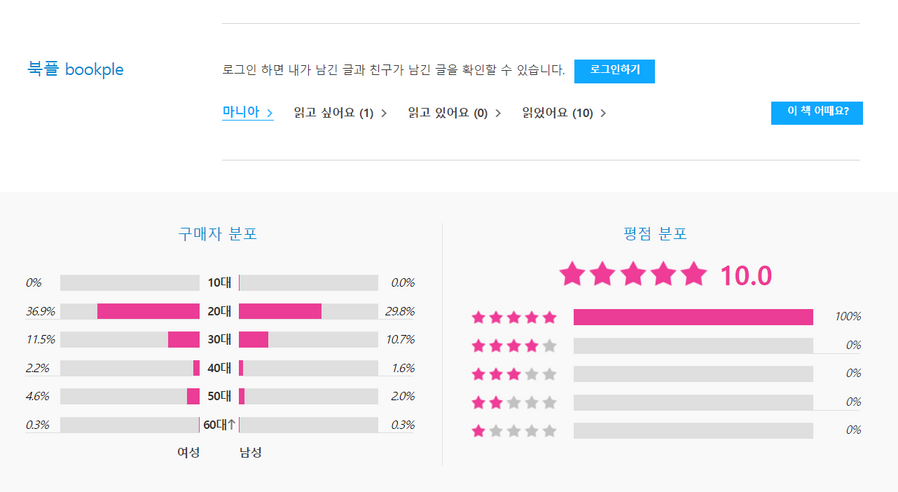 북플 bookple
로그인 하면 내가 남긴 글과 친구가 남긴 글을 확인할 수 있습니다. 로그인하기
마니아 > 읽고 싶어요 (1) > 읽고 있어요 (0) > 읽었어요 (10) > 이 책 어때요?
구매자 분포
0% 10대 0.0%
36.9% 20대 29.8%
11.5% 30대 10.7%
2.2% 40대 1.6%
4.6% 50대 2.0%
0.3% 60대↑ 0.3%
여성 남성
평점 분포
10.0
100%
0%
0%
0%
0%